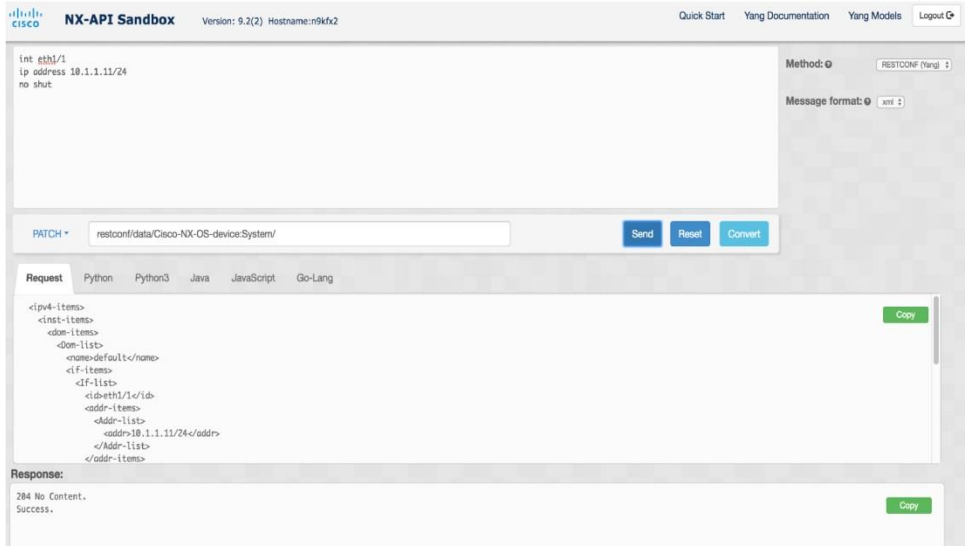 CISCO
NX-API Sandbox
Version: 9.2(2) Hostname:n9kfx2
Quick Start
Yang Documentation
Yang Models
Logout
int eth1/1
ip address 10.1.1.11/24
no shut
Method:
RESTCONF (Yang)
Message format:
xml
PATCH
restconf/data/Cisco-NX-OS-device:System/
Send
Reset
Convert
Request
Python
Python3
Java
JavaScript
Go-Lang
<ipv4-items>
<inst-items>
<dom-items>
<Dom-list>
<name>default</name>
<if-items>
<If-list>
<id>eth1/1</id>
<addr-items>
<Addr-list>
<addr>10.1.1.11/24</addr>
</Addr-list>
</addr-items>
Copy
Response:
204 No Content.
Success.
Copy